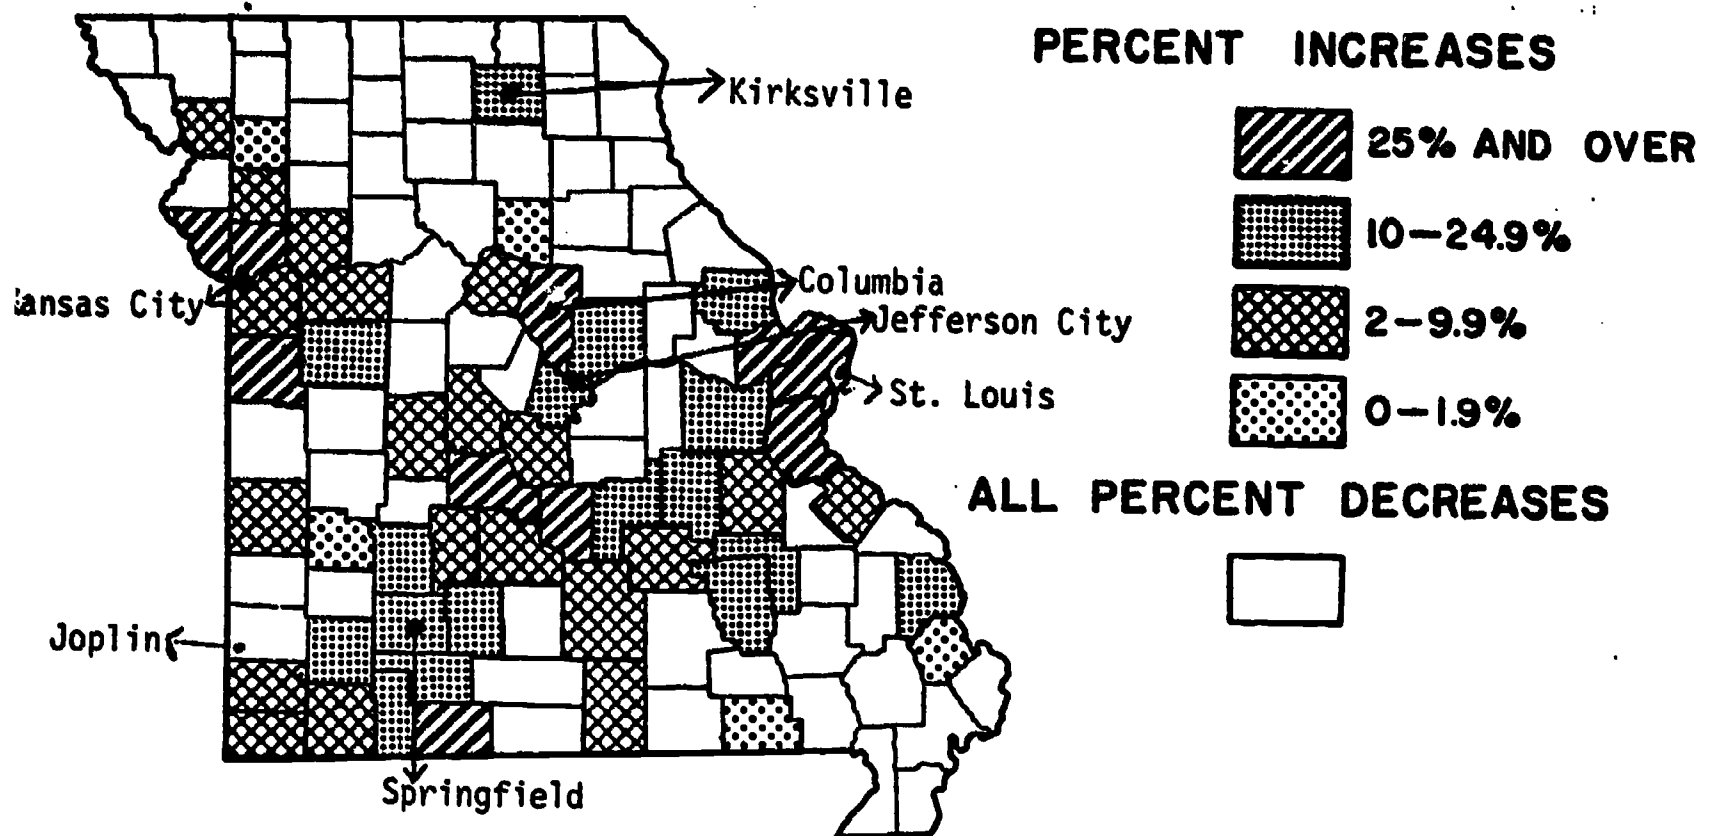 PERCENT INCREASES
Kirksville
25% AND OVER
10-24.9%
Columbia
ansas City
Jefferson City
2-9.9%
St. Louis
0-1.9%
ALL PERCENT DECREASES
Joplin
Springfield